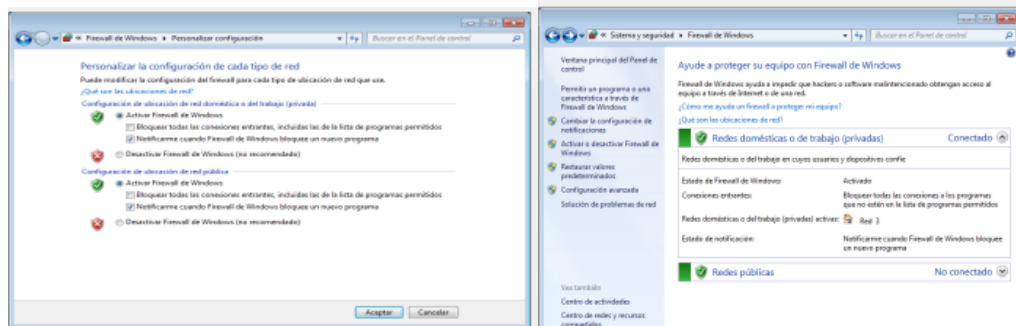 « Firewall de Windows ▸ Personalizar configuración
Buscar en el Panel de control
Personalizar la configuración de cada tipo de red
Puede modificar la configuración del firewall para cada tipo de ubicación de red que use.
¿Qué son las ubicaciones de red?
Configuración de ubicación de red doméstica o del trabajo (privada)
Activar Firewall de Windows
Bloquear todas las conexiones entrantes, incluidas las de la lista de programas permitidos
Notificarme cuando Firewall de Windows bloquee un nuevo programa
Desactivar Firewall de Windows (no recomendado)
Configuración de ubicación de red pública
Activar Firewall de Windows
Bloquear todas las conexiones entrantes, incluidas las de la lista de programas permitidos
Notificarme cuando Firewall de Windows bloquee un nuevo programa
Desactivar Firewall de Windows (no recomendado)
Aceptar
Cancelar
« Sistema y seguridad ▸ Firewall de Windows
Buscar en el Panel de control
Ventana principal del Panel de
control
Permitir un programa o una
característica a través de
Firewall de Windows
Cambiar la configuración de
notificaciones
Activar o desactivar Firewall de
Windows
Restaurar valores
predeterminados
Configuración avanzada
Solución de problemas de red
Vea también
Centro de actividades
Centro de redes y recursos
compartidos
Ayude a proteger su equipo con Firewall de Windows
Firewall de Windows ayuda a impedir que hackers o software malintencionado obtengan acceso al
equipo a través de Internet o de una red.
¿Cómo me ayuda un firewall a proteger mi equipo?
¿Qué son las ubicaciones de red?
Redes domésticas o de trabajo (privadas) Conectado
Redes domésticas o del trabajo en cuyos usuarios y dispositivos confíe
Estado de Firewall de Windows: Activado
Conexiones entrantes: Bloquear todas las conexiones a los programas
que no estén en la lista de programas permitidos
Redes domésticas o del trabajo (privadas) activas: Red 3
Estado de notificación: Notificarme cuando Firewall de Windows bloquee
un nuevo programa
Redes públicas No conectado